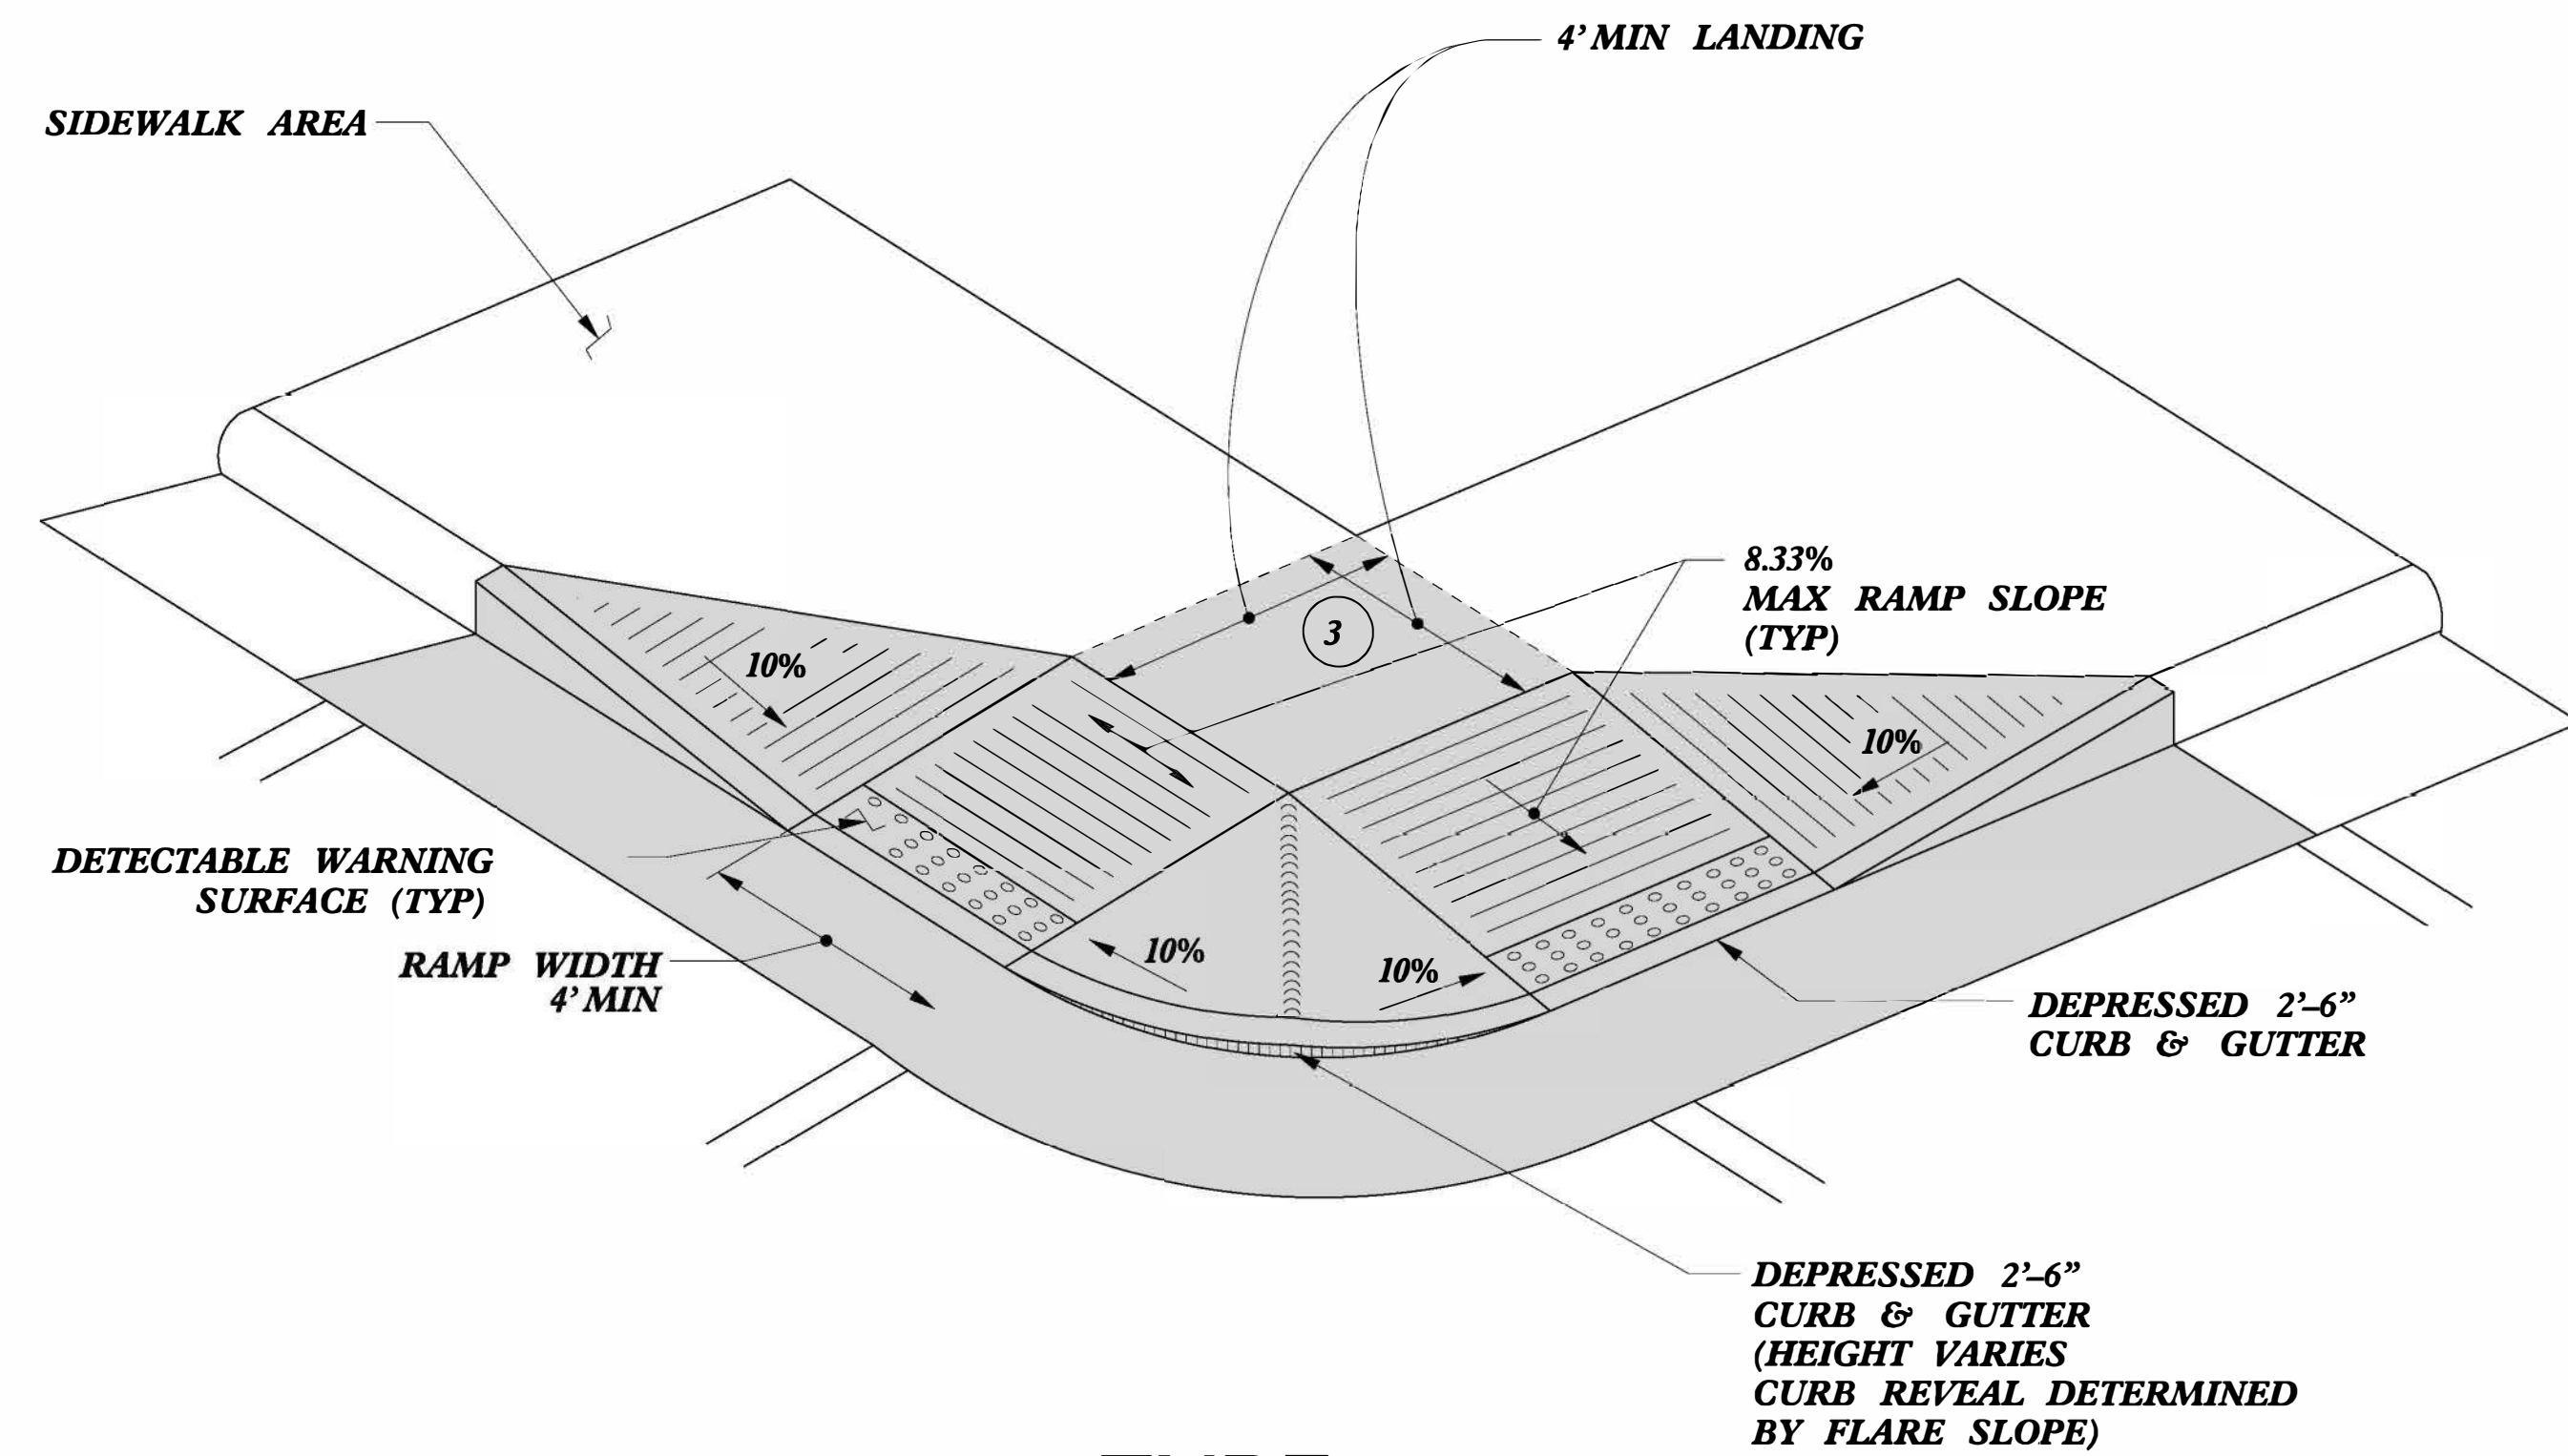 4' MIN LANDING
SIDEWALK AREA
8.33%
MAX RAMP SLOPE
(TYP)
3
10%
10%
DETECTABLE WARNING
SURFACE (TYP)
RAMP WIDTH
4' MIN
10%
10%
DEPRESSED 2'–6”
CURB & GUTTER
DEPRESSED 2'–6”
CURB & GUTTER
(HEIGHT VARIES
CURB REVEAL DETERMINED
BY FLARE SLOPE)